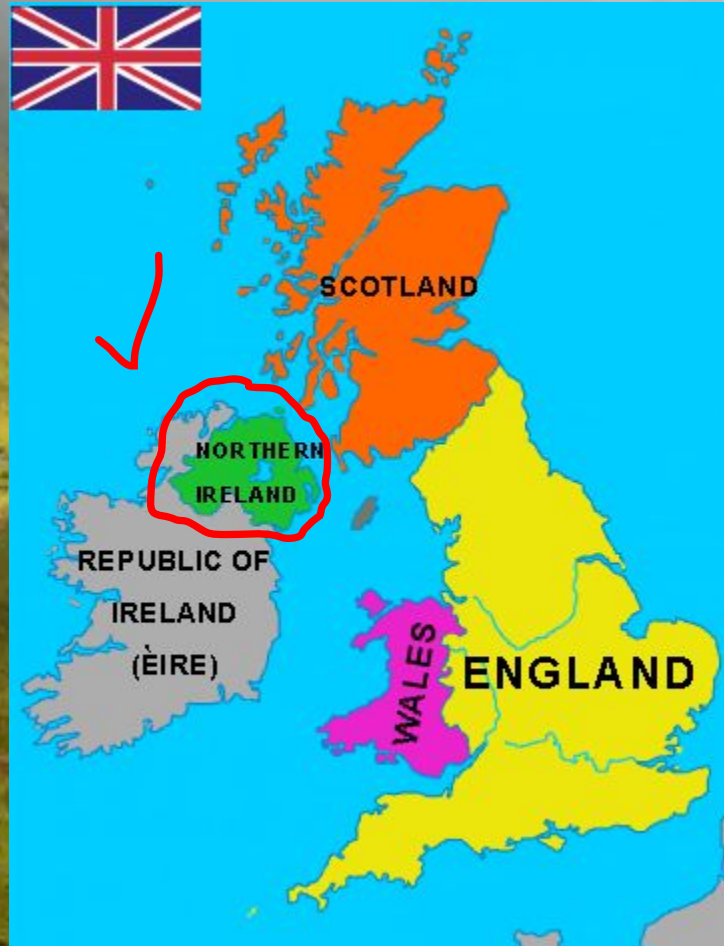 SCOTLAND
NORTHERN
IRELAND
REPUBLIC OF
IRELAND
(ÈIRE)
WALES
ENGLAND